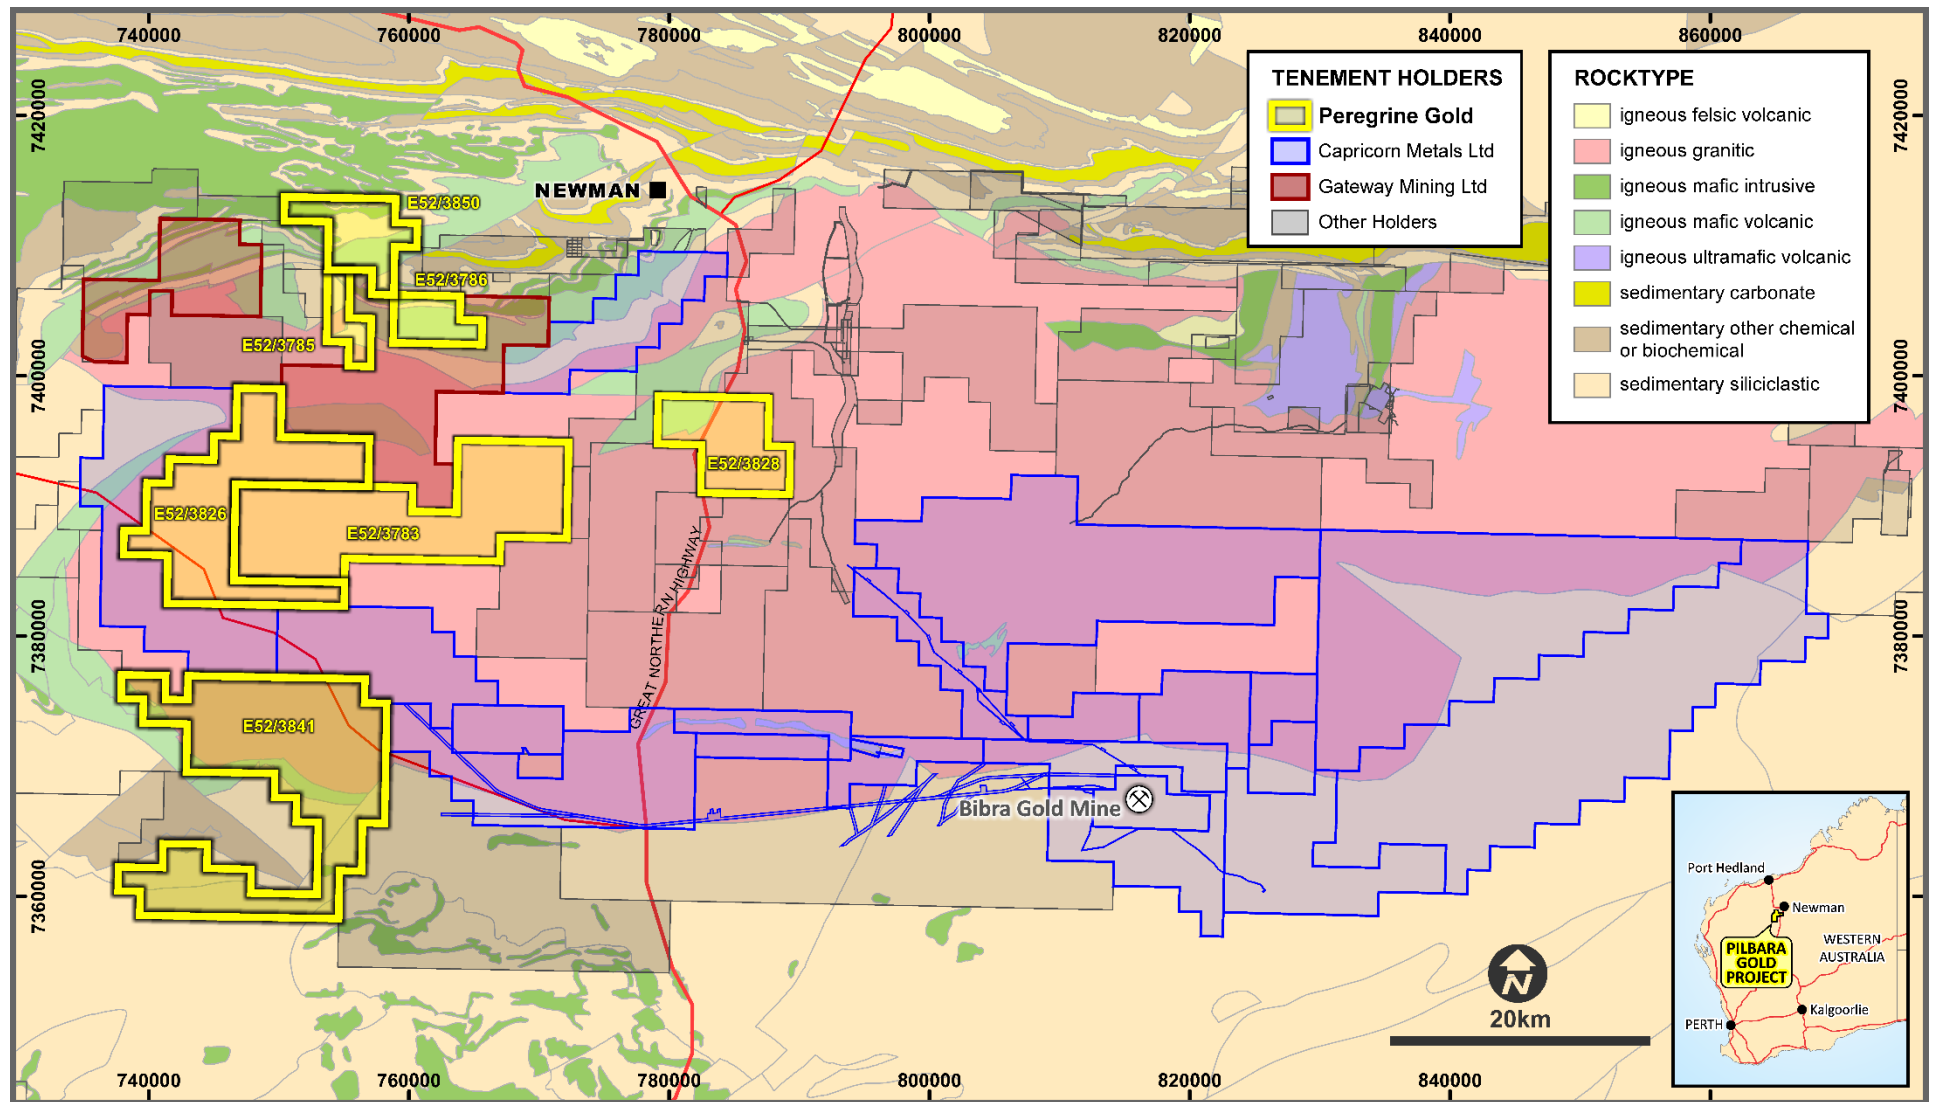 740000
760000
780000
800000
820000
840000
860000
7420000
7400000
7380000
7360000
7420000
7400000
7380000
TENEMENT HOLDERS
Peregrine Gold
Capricorn Metals Ltd
Gateway Mining Ltd
Other Holders
ROCKTYPE
igneous felsic volcanic
igneous granitic
igneous mafic intrusive
igneous mafic volcanic
igneous ultramafic volcanic
sedimentary carbonate
sedimentary other chemical
or biochemical
sedimentary siliciclastic
NEWMAN
E52/3850
E52/3786
E52/3785
E52/3828
E52/3826
E52/3783
GREAT NORTHERN HIGHWAY
E52/3841
Bibra Gold Mine
N
20km
Port Hedland
Newman
WESTERN
AUSTRALIA
PILBARA
GOLD
PROJECT
Kalgoorlie
PERTH
740000
760000
780000
800000
820000
840000